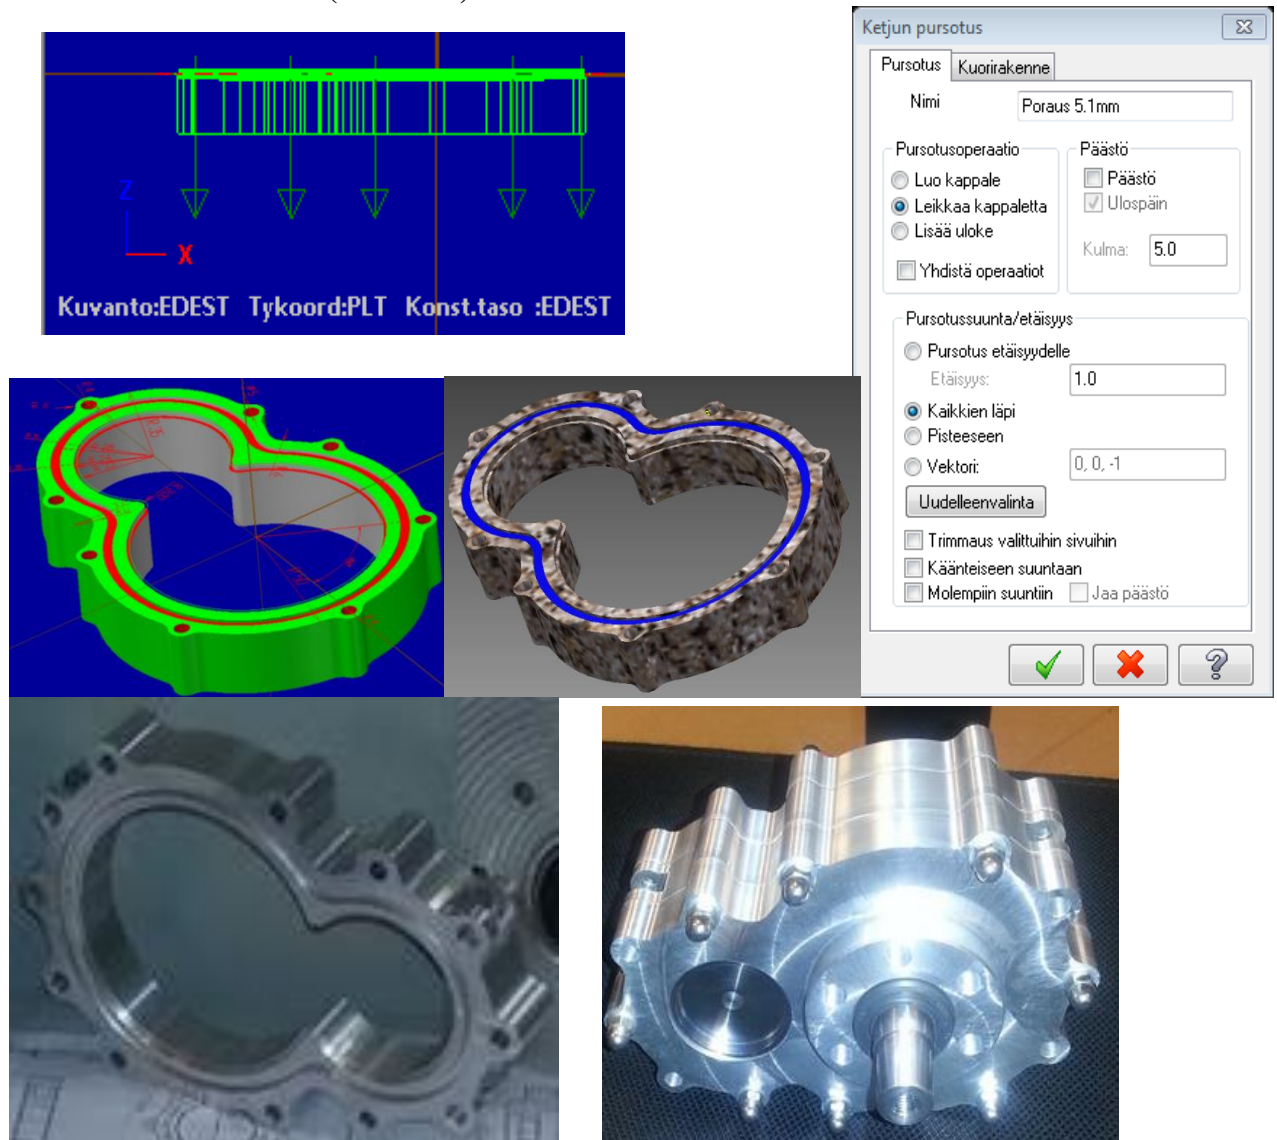 Z
X
Kuvanto:EDEST Tykoord:PLT Konst.taso :EDEST
Ketjun pursotus
Pursotus
Kuorirakenne
Nimi
Poraus 5.1mm
Pursotusoperaatio
Luo kappale
Leikkaa kappaletta
Lisää uloke
Yhdistä operaatiot
Päästö
Päästö
Ulospäin
Kulma:
5.0
Pursotussuunta/etäisyys
Pursotus etäisyydelle
Etäisyys:
1.0
Kaikkien läpi
Pisteeseen
Vektori:
0, 0, -1
Uudelleenvalinta
Trimmaus valittuihin sivuihin
Käänteiseen suuntaan
Molempiin suuntiin
Jaa päästö